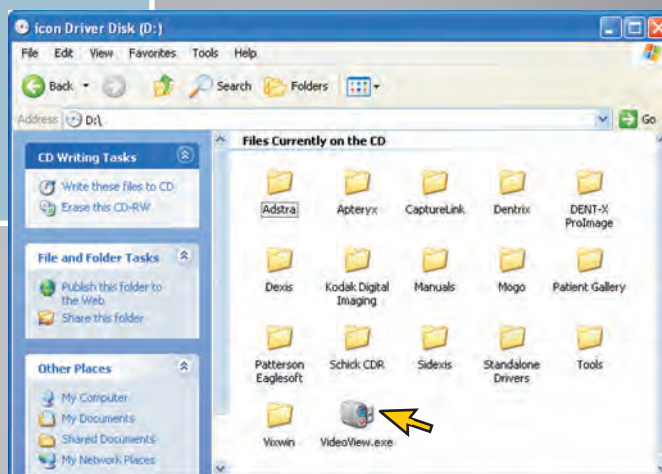 icon Driver Disk (D:)
File Edit View Favorites Tools Help
Back Search Folders
Address D:\ Go
CD Writing Tasks
Write these files to CD
Erase this CD-RW
File and Folder Tasks
Publish this folder to
the Web
Share this folder
Other Places
My Computer
My Documents
Shared Documents
My Network Places
Files Currently on the CD
Adstra Apteryx CaptureLink Dentrix DENT-X
ProImage
Dexis Kodak Digital Manuals Mogo Patient Gallery
Imaging
Patterson Schick CDR Sidexis Standalone Tools
Eaglesoft Drivers
Vixwin VideoView.exe